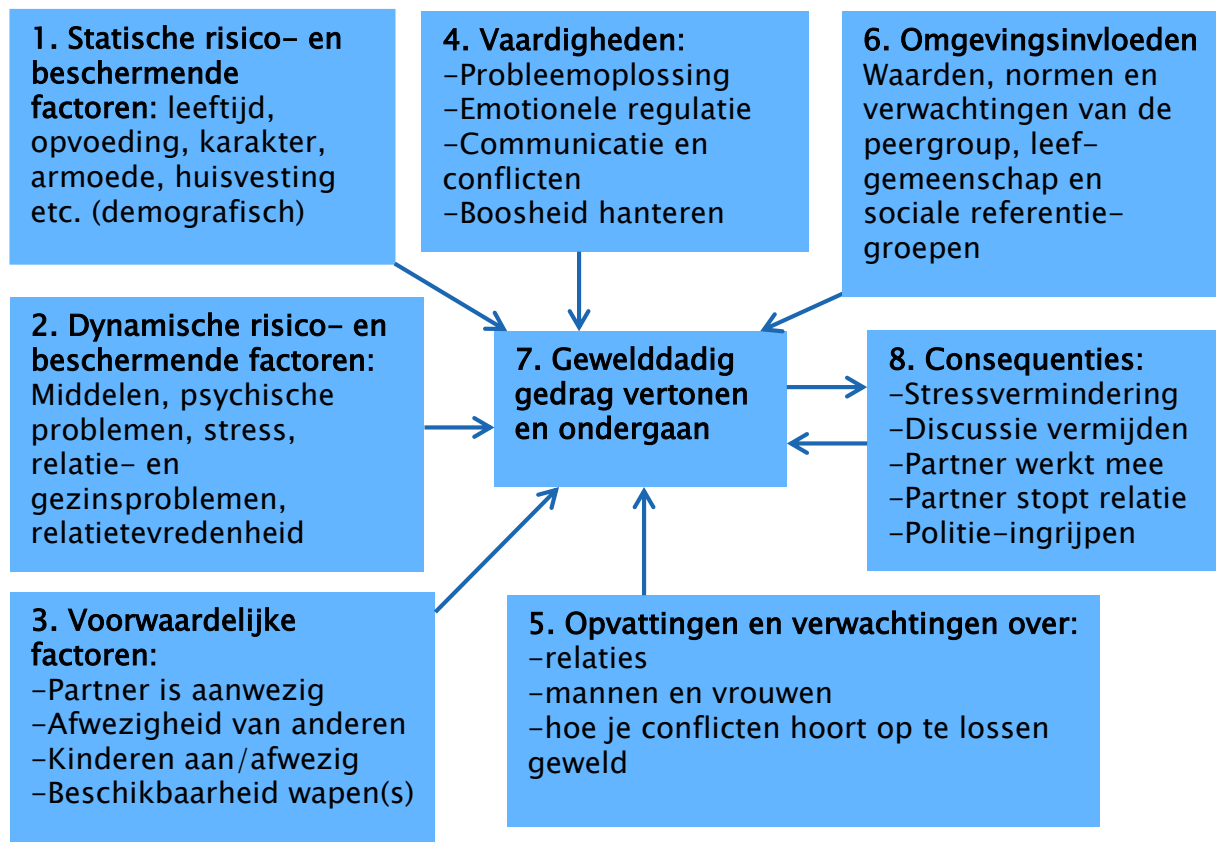 1. Statische risico- en
beschermende
factoren: leeftijd,
opvoeding, karakter,
armoede, huisvesting
etc. (demografisch)
4. Vaardigheden:
-Probleemoplossing
-Emotionele regulatie
-Communicatie en
conflicten
-Boosheid hanteren
6. Omgevingsinvloeden
Waarden, normen en
verwachtingen van de
peergroup, leef-
gemeenschap en
sociale referentie-
groepen
2. Dynamische risico- en
beschermende factoren:
Middelen, psychische
problemen, stress,
relatie- en
gezinsproblemen,
relatietevredenheid
7. Gewelddadig
gedrag vertonen
en ondergaan
8. Consequenties:
-Stressvermindering
-Discussie vermijden
-Partner werkt mee
-Partner stopt relatie
-Politie-ingrijpen
3. Voorwaardelijke
factoren:
-Partner is aanwezig
-Afwezigheid van anderen
-Kinderen aan/afwezig
-Beschikbaarheid wapen(s)
5. Opvattingen en verwachtingen over:
-relaties
-mannen en vrouwen
-hoe je conflicten hoort op te lossen
geweld